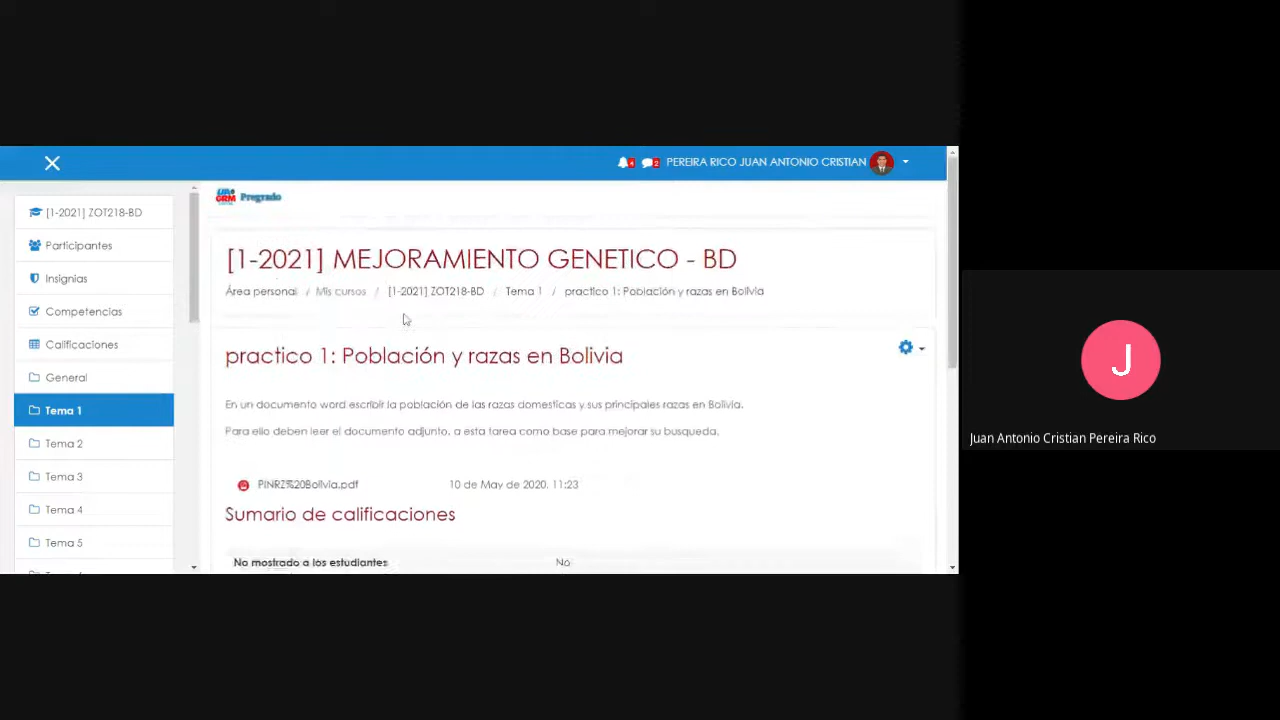 4
2
PEREIRA RICO JUAN ANTONIO CRISTIAN
UAGRM
Pregrado
[1-2021] ZOT218-BD
Participantes
Insignias
Competencias
Calificaciones
General
Tema 1
Tema 2
Tema 3
Tema 4
Tema 5
[1-2021] MEJORAMIENTO GENETICO - BD
Área personal / Mis cursos / [1-2021] ZOT218-BD / Tema 1 / practico 1: Población y razas en Bolivia
practico 1: Población y razas en Bolivia
En un documento word escribir la población de las razas domesticas y sus principales razas en Bolivia.
Para ello deben leer el documento adjunto, a esta tarea como base para mejorar su busqueda.
PINRZ%20Bolivia.pdf 10 de May de 2020, 11:23
Sumario de calificaciones
No mostrado a los estudiantes No
J
Juan Antonio Cristian Pereira Rico